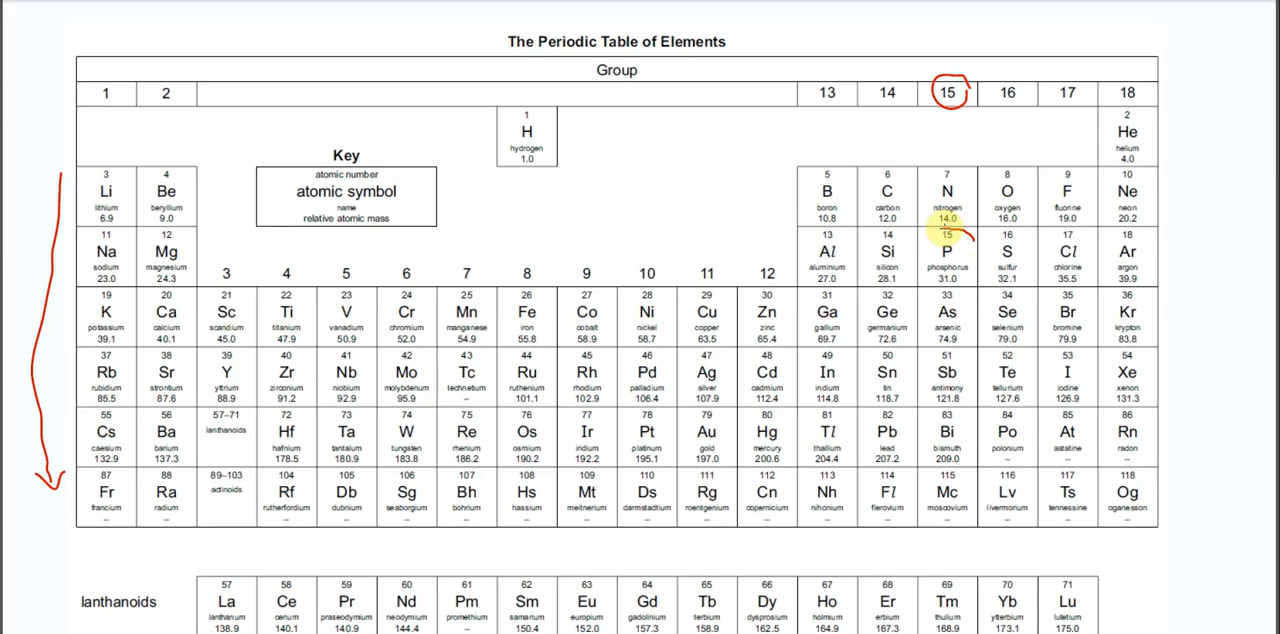 The Periodic Table of Elements
Group
1 2 13 14 15 16 17 18
1 2
H He
hydrogen helium
1.0 4.0
Key
atomic number
atomic symbol
name
relative atomic mass
3 4 5 6 7 8 9 10
Li Be B C N O F Ne
lithium beryllium boron carbon nitrogen oxygen fluorine neon
6.9 9.0 10.8 12.0 14.0 16.0 19.0 20.2
11 12 13 14 15 16 17 18
Na Mg Al Si P S Cl Ar
sodium magnesium aluminium silicon phosphorus sulfur chlorine argon
23.0 24.3 27.0 28.1 31.0 32.1 35.5 39.9
3 4 5 6 7 8 9 10 11 12
19 20 21 22 23 24 25 26 27 28 29 30 31 32 33 34 35 36
K Ca Sc Ti V Cr Mn Fe Co Ni Cu Zn Ga Ge As Se Br Kr
potassium calcium scandium titanium vanadium chromium manganese iron cobalt nickel copper zinc gallium germanium arsenic selenium bromine krypton
39.1 40.1 45.0 47.9 50.9 52.0 54.9 55.8 58.9 58.7 63.5 65.4 69.7 72.6 74.9 79.0 79.9 83.8
37 38 39 40 41 42 43 44 45 46 47 48 49 50 51 52 53 54
Rb Sr Y Zr Nb Mo Tc Ru Rh Pd Ag Cd In Sn Sb Te I Xe
rubidium strontium yttrium zirconium niobium molybdenum technetium ruthenium rhodium palladium silver cadmium indium tin antimony tellurium iodine xenon
85.5 87.6 88.9 91.2 92.9 95.9 – 101.1 102.9 106.4 107.9 112.4 114.8 118.7 121.8 127.6 126.9 131.3
55 56 57–71 72 73 74 75 76 77 78 79 80 81 82 83 84 85 86
Cs Ba lanthanoids Hf Ta W Re Os Ir Pt Au Hg Tl Pb Bi Po At Rn
caesium barium hafnium tantalum tungsten rhenium osmium iridium platinum gold mercury thallium lead bismuth polonium astatine radon
132.9 137.3 178.5 180.9 183.8 186.2 190.2 192.2 195.1 197.0 200.6 204.4 207.2 209.0 – – –
87 88 89–103 104 105 106 107 108 109 110 111 112 113 114 115 116 117 118
Fr Ra actinoids Rf Db Sg Bh Hs Mt Ds Rg Cn Nh Fl Mc Lv Ts Og
francium radium rutherfordium dubnium seaborgium bohrium hassium meitnerium darmstadtium roentgenium copernicium nihonium flerovium moscovium livermorium tennessine oganesson
– – – – – – – – – – – – – – – – –
57 58 59 60 61 62 63 64 65 66 67 68 69 70 71
lanthanoids La Ce Pr Nd Pm Sm Eu Gd Tb Dy Ho Er Tm Yb Lu
lanthanum cerium praseodymium neodymium promethium samarium europium gadolinium terbium dysprosium holmium erbium thulium ytterbium lutetium
138.9 140.1 140.9 144.4 – 150.4 152.0 157.3 158.9 162.5 164.9 167.3 168.9 173.1 175.0